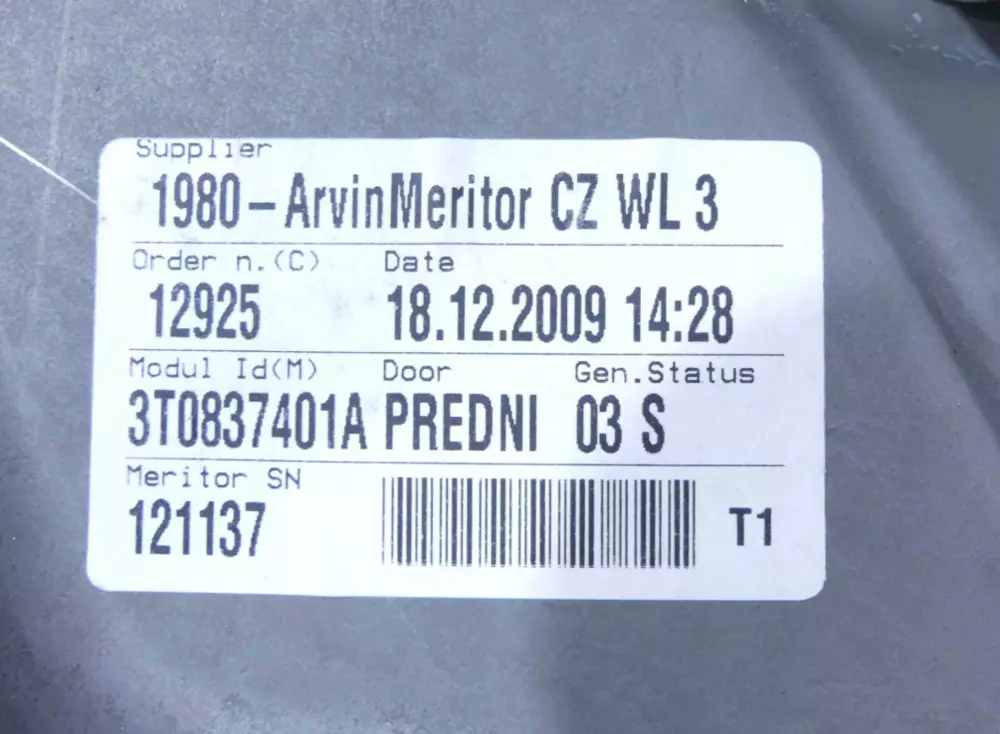 Supplier
1980-ArvinMeritor CZ WL 3
Order n.(C) Date
12925 18.12.2009 14:28
Modul Id(M) Door Gen.Status
3T0837401A PREDNI 03 S
Meritor SN
121137 T1